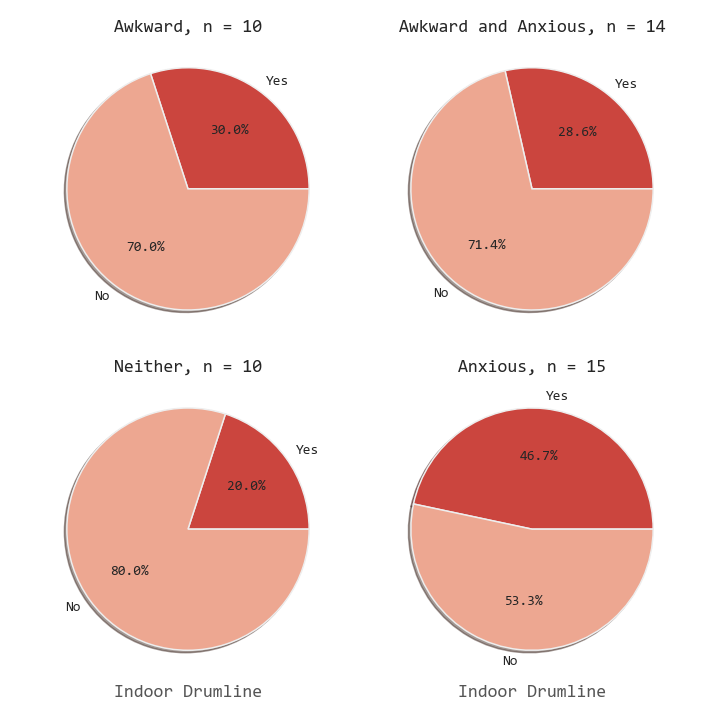 Awkward, n = 10
Yes
30.0%
70.0%
No
Awkward and Anxious, n = 14
Yes
28.6%
71.4%
No
Neither, n = 10
Yes
20.0%
80.0%
No
Indoor Drumline
Anxious, n = 15
Yes
46.7%
53.3%
No
Indoor Drumline